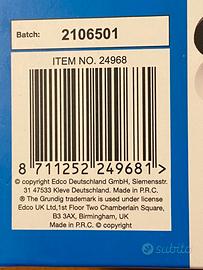 Batch: 2106501
ITEM NO. 24968
8 711252 249681 >
© copyright Edco Deutschland GmbH, Siemensstr.
31 47533 Kleve Deutschland. Made in P.R.C.
® The Grundig trademark is used under license
Edco UK Ltd,1st Floor Two Chamberlain Square,
B3 3AX, Birmingham, UK
Made in P.R.C. © copyright
subito